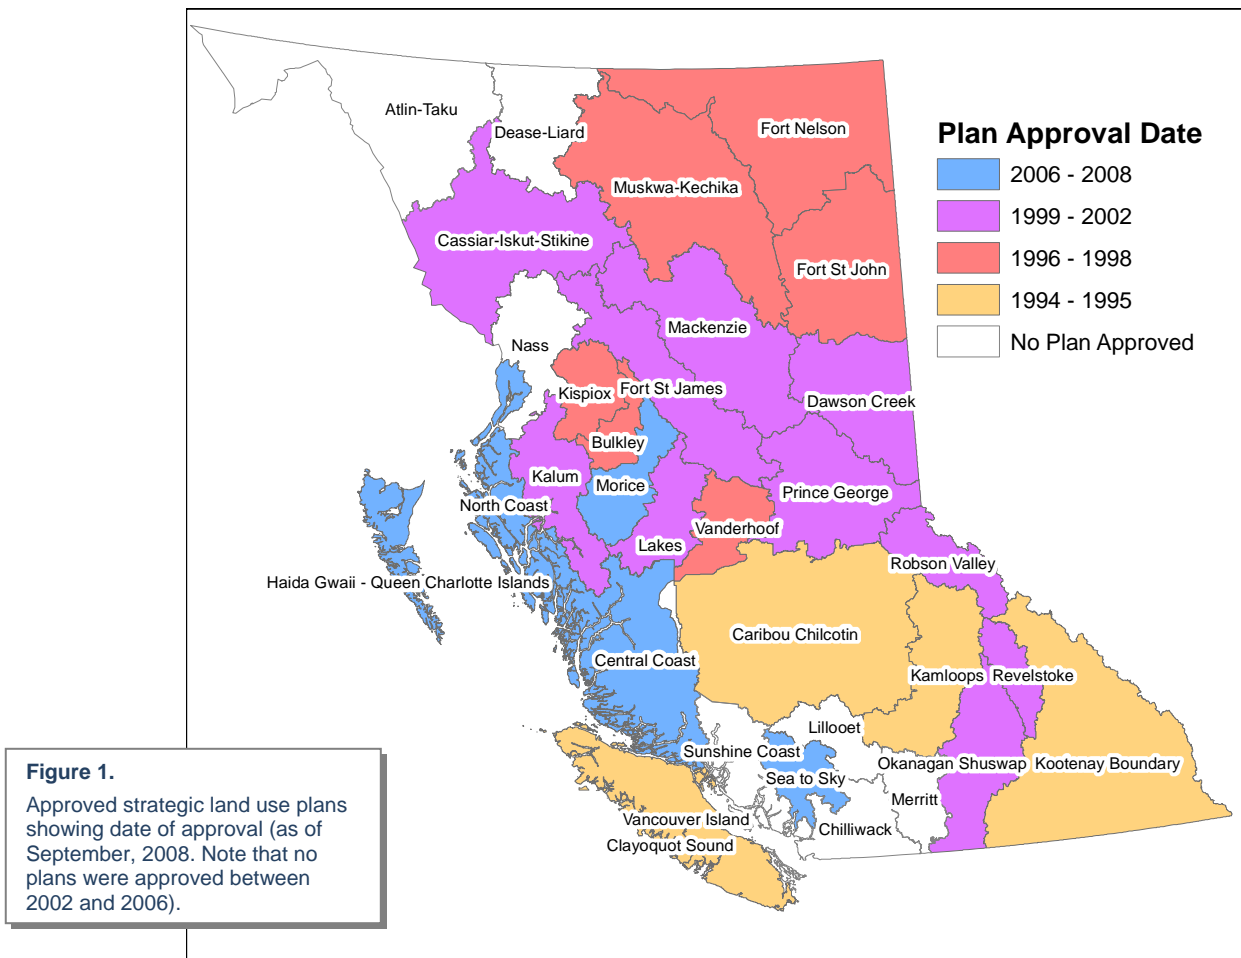 Atlin-Taku
Dease-Liard
Fort Nelson
Muskwa-Kechika
Cassiar-Iskut-Stikine
Fort St John
Mackenzie
Nass
Kispiox
Fort St James
Dawson Creek
Bulkley
Kalum
Morice
Prince George
North Coast
Vanderhoof
Lakes
Robson Valley
Haida Gwaii - Queen Charlotte Islands
Caribou Chilcotin
Central Coast
Kamloops
Revelstoke
Lillooet
Sunshine Coast
Okanagan Shuswap
Kootenay Boundary
Sea to Sky
Merritt
Vancouver Island
Chilliwack
Clayoquot Sound
Plan Approval Date
2006 - 2008
1999 - 2002
1996 - 1998
1994 - 1995
No Plan Approved
Figure 1.
Approved strategic land use plans
showing date of approval (as of
September, 2008. Note that no
plans were approved between
2002 and 2006).